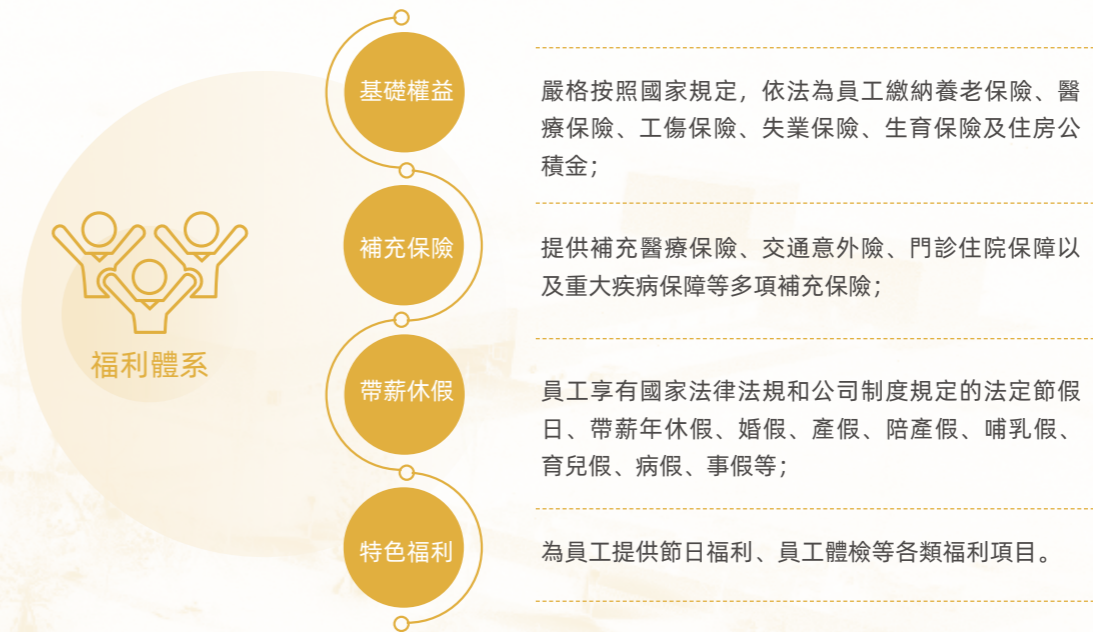 福利體系
基礎權益
嚴格按照國家規定，依法為員工繳納養老保險、醫
療保險、工傷保險、失業保險、生育保險及住房公
積金；
補充保險
提供補充醫療保險、交通意外險、門診住院保障以
及重大疾病保障等多項補充保險；
帶薪休假
員工享有國家法律法規和公司制度規定的法定節假
日、帶薪年休假、婚假、產假、陪產假、哺乳假、
育兒假、病假、事假等；
特色福利
為員工提供節日福利、員工體檢等各類福利項目。